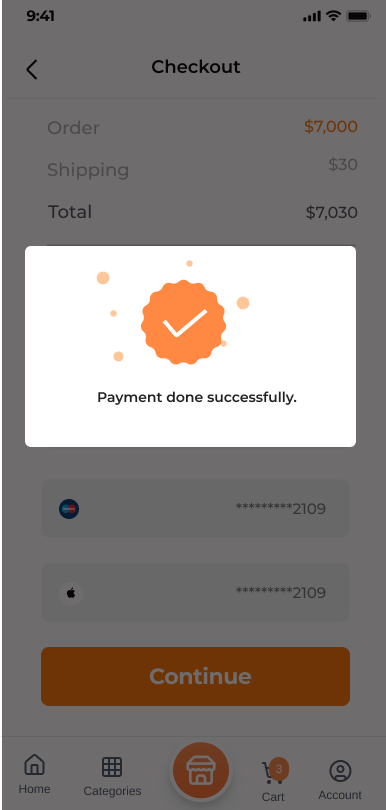 9:41
Checkout
Order $7,000
Shipping $30
Total $7,030
Payment done successfully.
*********2109
*********2109
Continue
3
Home Categories Cart Account